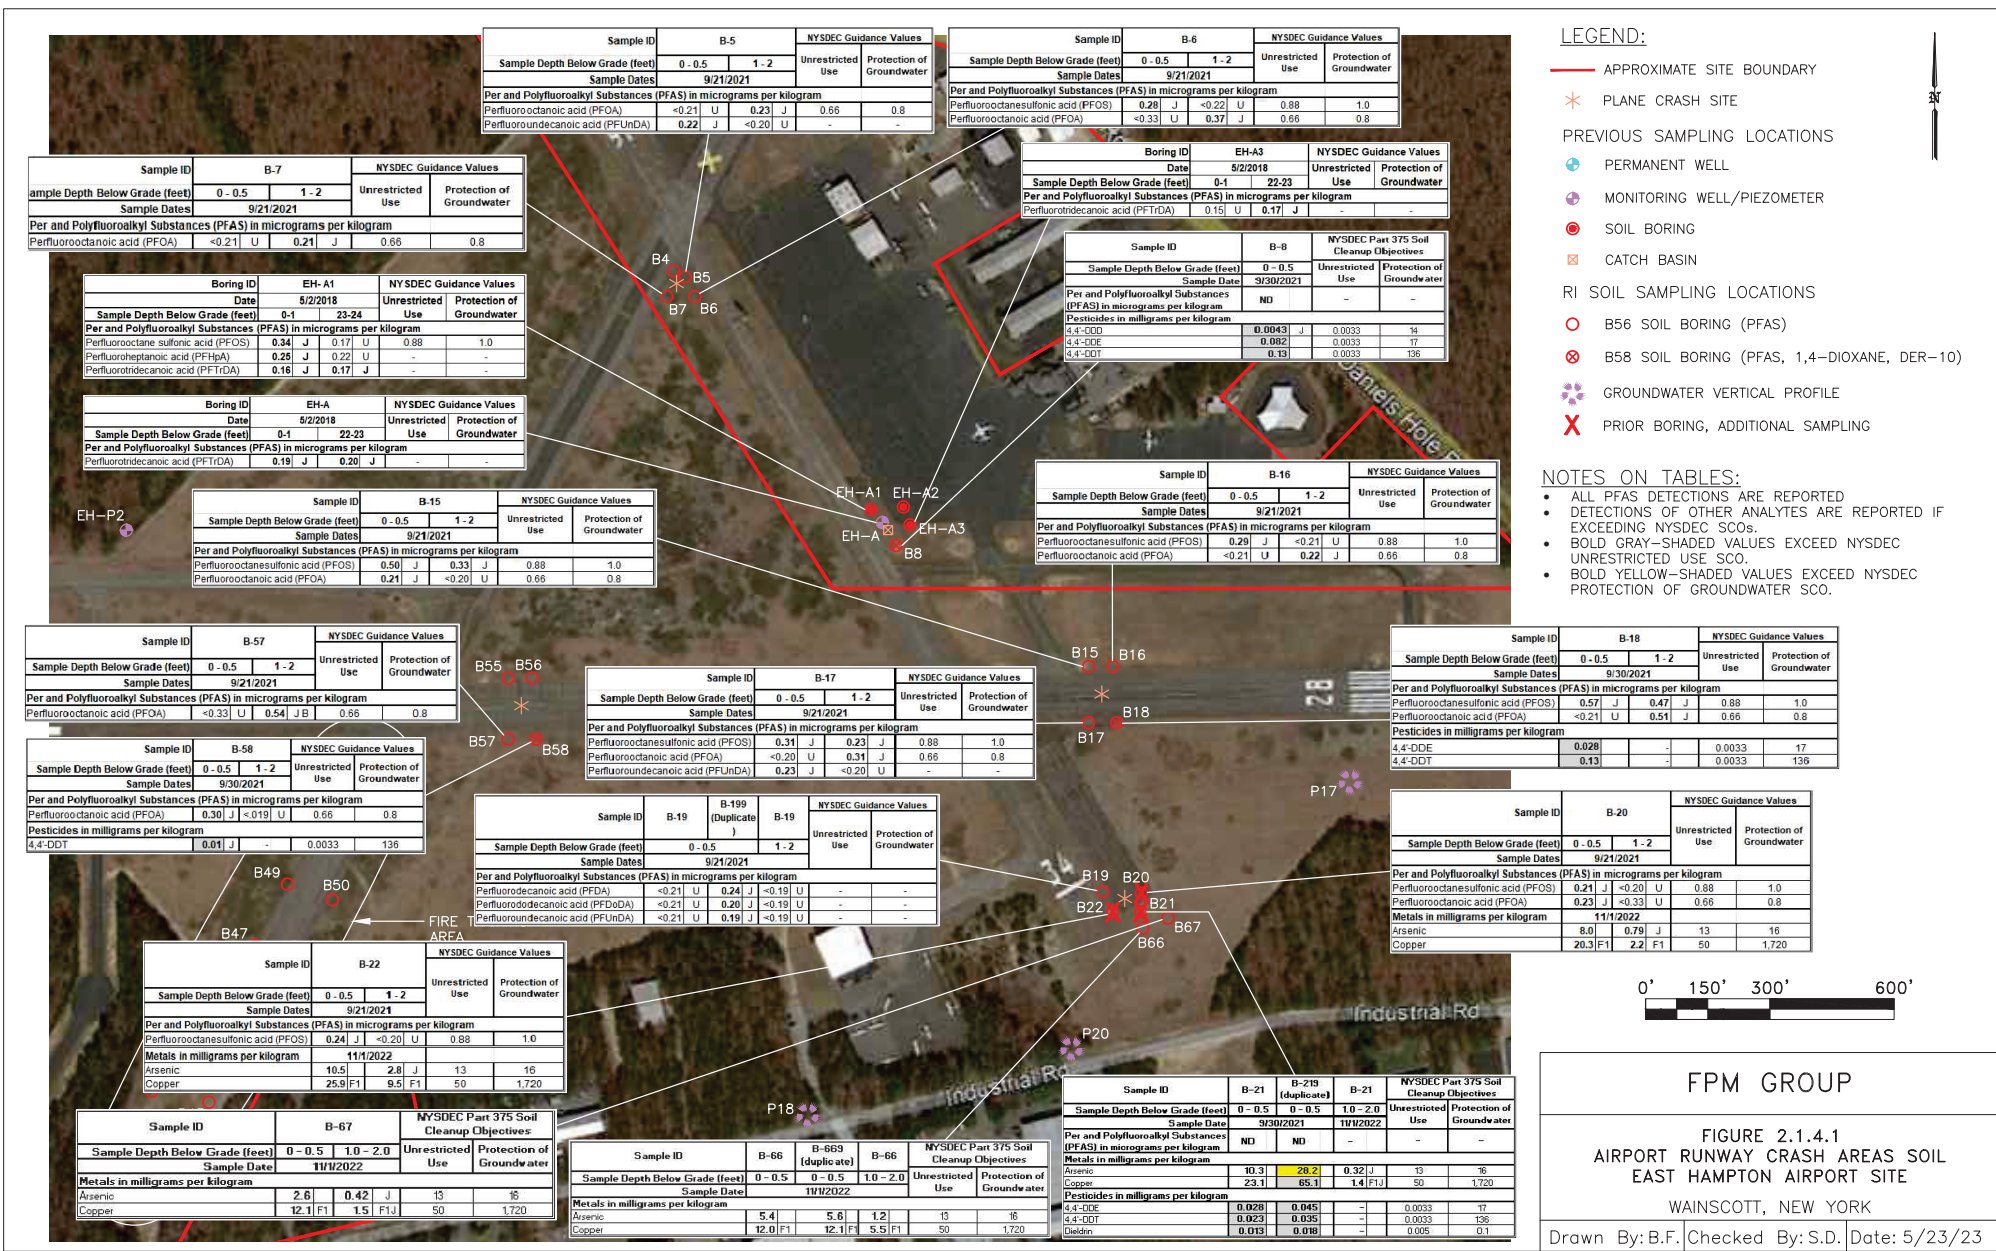 Sample ID B-5 NYSDEC Guidance Values
Sample Depth Below Grade (feet) 0 - 0.5 1 - 2 Unrestricted Use Protection of Groundwater
Sample Dates 9/21/2021
Per and Polyfluoroalkyl Substances (PFAS) in micrograms per kilogram
Perfluorooctanoic acid (PFOA) <0.21 U 0.23 J 0.66 0.8
Perfluoroundecanoic acid (PFUnDA) 0.22 J <0.20 U - -
Sample ID B-6 NYSDEC Guidance Values
Sample Depth Below Grade (feet) 0 - 0.5 1 - 2 Unrestricted Use Protection of Groundwater
Sample Dates 9/21/2021
Per and Polyfluoroalkyl Substances (PFAS) in micrograms per kilogram
Perfluorooctanesulfonic acid (PFOS) 0.28 J <0.22 U 0.88 1.0
Perfluorooctanoic acid (PFOA) <0.33 U 0.37 J 0.66 0.8
Sample ID B-7 NYSDEC Guidance Values
ample Depth Below Grade (feet) 0 - 0.5 1 - 2 Unrestricted Use Protection of Groundwater
Sample Dates 9/21/2021
Per and Polyfluoroalkyl Substances (PFAS) in micrograms per kilogram
Perfluorooctanoic acid (PFOA) <0.21 U 0.21 J 0.66 0.8
Boring ID EH-A3 NYSDEC Guidance Values
Date 5/2/2018 Unrestricted Use Protection of Groundwater
Sample Depth Below Grade (feet) 0-1 22-23
Per and Polyfluoroalkyl Substances (PFAS) in micrograms per kilogram
Perfluorotridecanoic acid (PFTrDA) 0.15 U 0.17 J - -
Sample ID B-8 NYSDEC Part 375 Soil Cleanup Objectives
Sample Depth Below Grade (feet) 0 - 0.5 Unrestricted Use Protection of Groundwater
Sample Date 9/30/2021
Per and Polyfluoroalkyl Substances (PFAS) in micrograms per kilogram ND - -
Pesticides in milligrams per kilogram
4,4'-DDD 0.0043 J 0.0033 14
4,4'-DDE 0.082 0.0033 17
4,4'-DDT 0.13 0.0033 136
Boring ID EH- A1 NYSDEC Guidance Values
Date 5/2/2018 Unrestricted Use Protection of Groundwater
Sample Depth Below Grade (feet) 0-1 23-24
Per and Polyfluoroalkyl Substances (PFAS) in micrograms per kilogram
Perfluorooctane sulfonic acid (PFOS) 0.34 J 0.17 U 0.88 1.0
Perfluoroheptanoic acid (PFHpA) 0.25 J 0.22 U - -
Perfluorotridecanoic acid (PFTrDA) 0.16 J 0.17 J - -
Boring ID EH-A NYSDEC Guidance Values
Date 5/2/2018 Unrestricted Use Protection of Groundwater
Sample Depth Below Grade (feet) 0-1 22-23
Per and Polyfluoroalkyl Substances (PFAS) in micrograms per kilogram
Perfluorotridecanoic acid (PFTrDA) 0.19 J 0.20 J - -
Sample ID B-15 NYSDEC Guidance Values
Sample Depth Below Grade (feet) 0 - 0.5 1 - 2 Unrestricted Use Protection of Groundwater
Sample Dates 9/21/2021
Per and Polyfluoroalkyl Substances (PFAS) in micrograms per kilogram
Perfluorooctanesulfonic acid (PFOS) 0.50 J 0.33 J 0.88 1.0
Perfluorooctanoic acid (PFOA) 0.21 J <0.20 U 0.66 0.8
Sample ID B-16 NYSDEC Guidance Values
Sample Depth Below Grade (feet) 0 - 0.5 1 - 2 Unrestricted Use Protection of Groundwater
Sample Dates 9/21/2021
Per and Polyfluoroalkyl Substances (PFAS) in micrograms per kilogram
Perfluorooctanesulfonic acid (PFOS) 0.29 J <0.21 U 0.88 1.0
Perfluorooctanoic acid (PFOA) <0.21 U 0.22 J 0.66 0.8
B4
B5
B7
B6
EH-P2
EH-A1
EH-A2
EH-A3
EH-A
B8
Daniels Hole
Sample ID B-57 NYSDEC Guidance Values
Sample Depth Below Grade (feet) 0 - 0.5 1 - 2 Unrestricted Use Protection of Groundwater
Sample Dates 9/21/2021
Per and Polyfluoroalkyl Substances (PFAS) in micrograms per kilogram
Perfluorooctanoic acid (PFOA) <0.33 U 0.54 J B 0.66 0.8
Sample ID B-58 NYSDEC Guidance Values
Sample Depth Below Grade (feet) 0 - 0.5 1 - 2 Unrestricted Use Protection of Groundwater
Sample Dates 9/30/2021
Per and Polyfluoroalkyl Substances (PFAS) in micrograms per kilogram
Perfluorooctanoic acid (PFOA) 0.30 J <.019 U 0.66 0.8
Pesticides in milligrams per kilogram
4,4'-DDT 0.01 J - 0.0033 136
B55
B56
B57
B58
Sample ID B-17 NYSDEC Guidance Values
Sample Depth Below Grade (feet) 0 - 0.5 1 - 2 Unrestricted Use Protection of Groundwater
Sample Dates 9/21/2021
Per and Polyfluoroalkyl Substances (PFAS) in micrograms per kilogram
Perfluorooctanesulfonic acid (PFOS) 0.31 J 0.23 J 0.88 1.0
Perfluorooctanoic acid (PFOA) <0.20 U 0.31 J 0.66 0.8
Perfluoroundecanoic acid (PFUnDA) 0.23 J <0.20 U - -
B15
B16
B17
B18
28
34
Sample ID B-18 NYSDEC Guidance Values
Sample Depth Below Grade (feet) 0 - 0.5 1 - 2 Unrestricted Use Protection of Groundwater
Sample Dates 9/30/2021
Per and Polyfluoroalkyl Substances (PFAS) in micrograms per kilogram
Perfluorooctanesulfonic acid (PFOS) 0.57 J 0.47 J 0.88 1.0
Perfluorooctanoic acid (PFOA) <0.21 U 0.51 J 0.66 0.8
Pesticides in milligrams per kilogram
4,4'-DDE 0.028 - 0.0033 17
4,4'-DDT 0.13 - 0.0033 136
P17
Sample ID B-19 B-199 (Duplicate ) B-19 NYSDEC Guidance Values
Sample Depth Below Grade (feet) 0 - 0.5 1 - 2 Unrestricted Use Protection of Groundwater
Sample Dates 9/21/2021
Per and Polyfluoroalkyl Substances (PFAS) in micrograms per kilogram
Perfluorodecanoic acid (PFDA) <0.21 U 0.24 J <0.19 U - -
Perfluorododecanoic acid (PFDoDA) <0.21 U 0.20 J <0.19 U - -
Perfluoroundecanoic acid (PFUnDA) <0.21 U 0.19 J <0.19 U - -
Sample ID B-20 NYSDEC Guidance Values
Sample Depth Below Grade (feet) 0 - 0.5 1 - 2 Unrestricted Use Protection of Groundwater
Sample Dates 9/21/2021
Per and Polyfluoroalkyl Substances (PFAS) in micrograms per kilogram
Perfluorooctanesulfonic acid (PFOS) 0.21 J <0.20 U 0.88 1.0
Perfluorooctanoic acid (PFOA) 0.23 J <0.33 U 0.66 0.8
Metals in milligrams per kilogram 11/1/2022
Arsenic 8.0 0.79 J 13 16
Copper 20.3 F1 2.2 F1 50 1,720
B49
B50
B47
FIRE T
AREA
B19
B20
B22
B21
B67
B66
Sample ID B-22 NYSDEC Guidance Values
Sample Depth Below Grade (feet) 0 - 0.5 1 - 2 Unrestricted Use Protection of Groundwater
Sample Dates 9/21/2021
Per and Polyfluoroalkyl Substances (PFAS) in micrograms per kilogram
Perfluorooctanesulfonic acid (PFOS) 0.24 J <0.20 U 0.88 1.0
Metals in milligrams per kilogram 11/1/2022
Arsenic 10.5 2.8 J 13 16
Copper 25.9 F1 9.5 F1 50 1,720
Sample ID B-67 NYSDEC Part 375 Soil Cleanup Objectives
Sample Depth Below Grade (feet) 0 - 0.5 1.0 - 2.0 Unrestricted Use Protection of Groundwater
Sample Date 11/1/2022
Metals in milligrams per kilogram
Arsenic 2.6 0.42 J 13 16
Copper 12.1 F1 1.5 F1J 50 1,720
P18
P20
Industrial Rd
Industrial Rd
Sample ID B-66 B-669 (duplicate) B-66 NYSDEC Part 375 Soil Cleanup Objectives
Sample Depth Below Grade (feet) 0 - 0.5 0 - 0.5 1.0 - 2.0 Unrestricted Use Protection of Groundwater
Sample Date 11/1/2022
Metals in milligrams per kilogram
Arsenic 5.4 5.6 1.2 13 16
Copper 12.0 F1 12.1 F1 5.5 F1 50 1,720
Sample ID B-21 B-219 (duplicate) B-21 NYSDEC Part 375 Soil Cleanup Objectives
Sample Depth Below Grade (feet) 0 - 0.5 0 - 0.5 1.0 - 2.0 Unrestricted Use Protection of Groundwater
Sample Date 9/30/2021 11/1/2022
Per and Polyfluoroalkyl Substances (PFAS) in micrograms per kilogram ND ND - - -
Metals in milligrams per kilogram
Arsenic 10.3 28.2 0.32 J 13 16
Copper 23.1 65.1 1.4 F1J 50 1,720
Pesticides in milligrams per kilogram
4,4'-DDE 0.028 0.045 - 0.0033 17
4,4'-DDT 0.023 0.035 - 0.0033 136
Dieldrin 0.013 0.018 - 0.005 0.1
LEGEND:
APPROXIMATE SITE BOUNDARY
PLANE CRASH SITE
PREVIOUS SAMPLING LOCATIONS
PERMANENT WELL
MONITORING WELL/PIEZOMETER
SOIL BORING
CATCH BASIN
RI SOIL SAMPLING LOCATIONS
B56 SOIL BORING (PFAS)
B58 SOIL BORING (PFAS, 1,4-DIOXANE, DER-10)
GROUNDWATER VERTICAL PROFILE
X PRIOR BORING, ADDITIONAL SAMPLING
N
NOTES ON TABLES:
• ALL PFAS DETECTIONS ARE REPORTED
• DETECTIONS OF OTHER ANALYTES ARE REPORTED IF
EXCEEDING NYSDEC SCOs.
• BOLD GRAY-SHADED VALUES EXCEED NYSDEC
UNRESTRICTED USE SCO.
• BOLD YELLOW-SHADED VALUES EXCEED NYSDEC
PROTECTION OF GROUNDWATER SCO.
0' 150' 300' 600'
FPM GROUP
FIGURE 2.1.4.1
AIRPORT RUNWAY CRASH AREAS SOIL
EAST HAMPTON AIRPORT SITE
WAINSCOTT, NEW YORK
Drawn By: B.F. Checked By: S.D. Date: 5/23/23